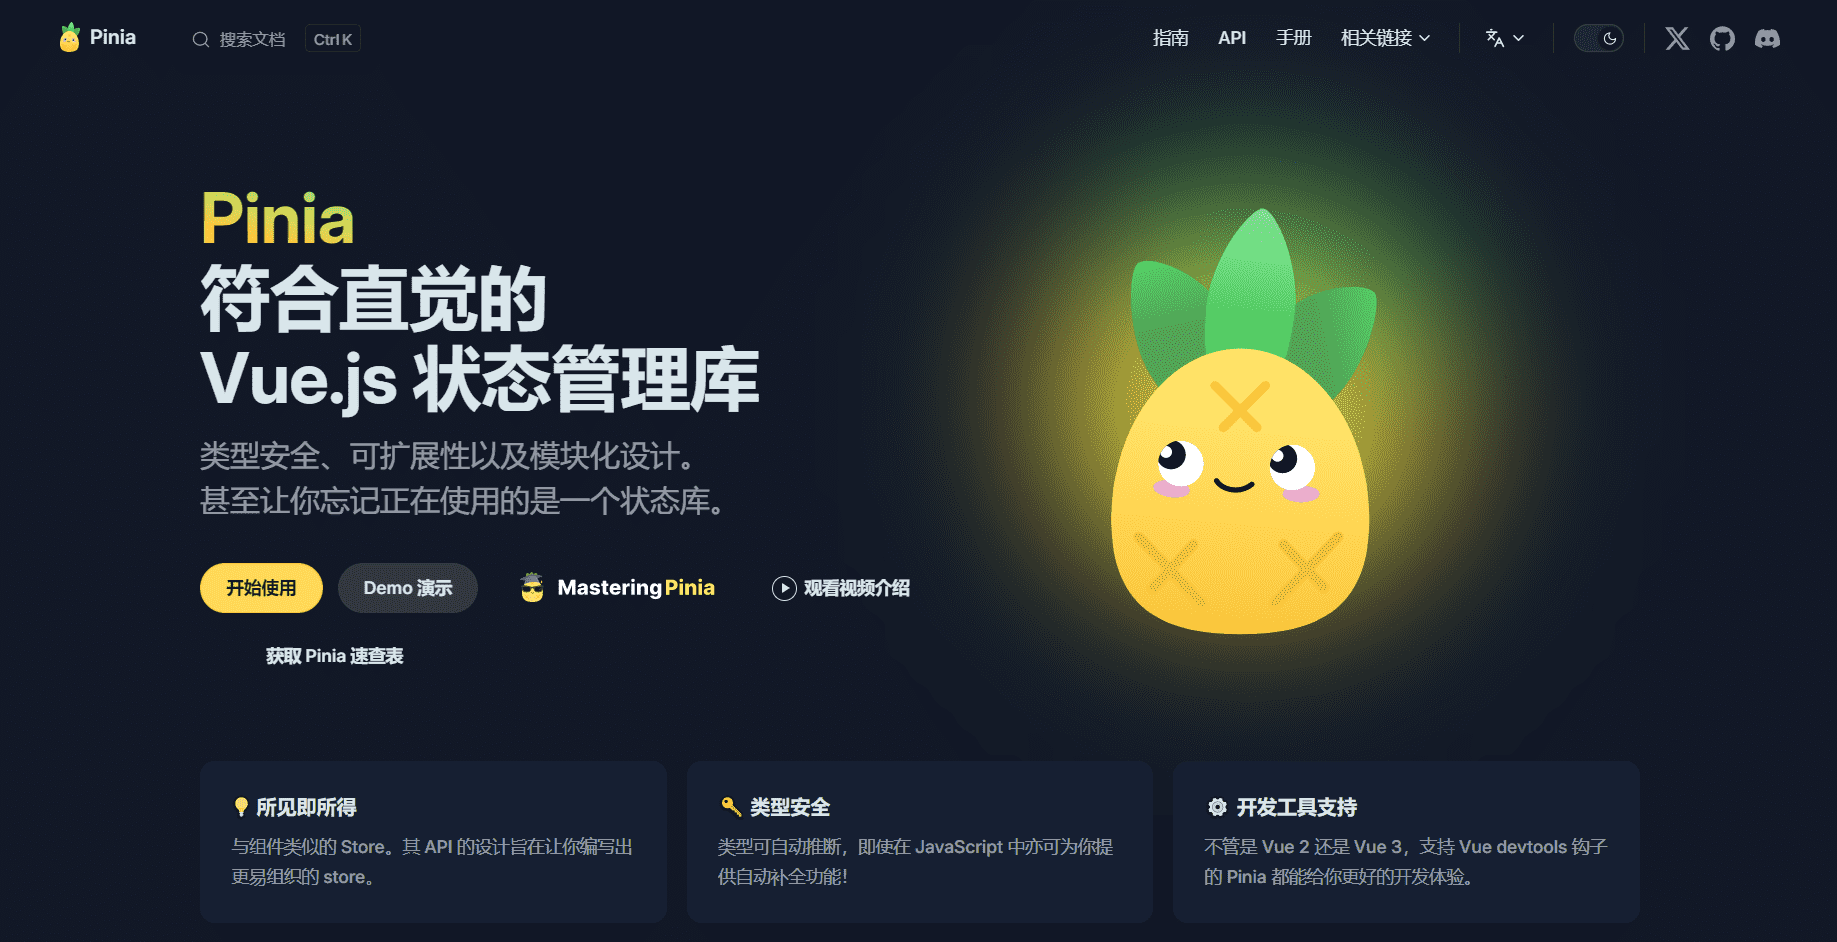 Pinia
搜索文档
Ctrl K
指南
API
手册
相关链接
Pinia
符合直觉的
Vue.js 状态管理库
类型安全、可扩展性以及模块化设计。
甚至让你忘记正在使用的是一个状态库。
开始使用
Demo 演示
Mastering Pinia
观看视频介绍
获取 Pinia 速查表
所见即所得
与组件类似的 Store。其 API 的设计旨在让你编写出
更易组织的 store。
类型安全
类型可自动推断，即使在 JavaScript 中亦可为你提
供自动补全功能！
开发工具支持
不管是 Vue 2 还是 Vue 3，支持 Vue devtools 钩子
的 Pinia 都能给你更好的开发体验。